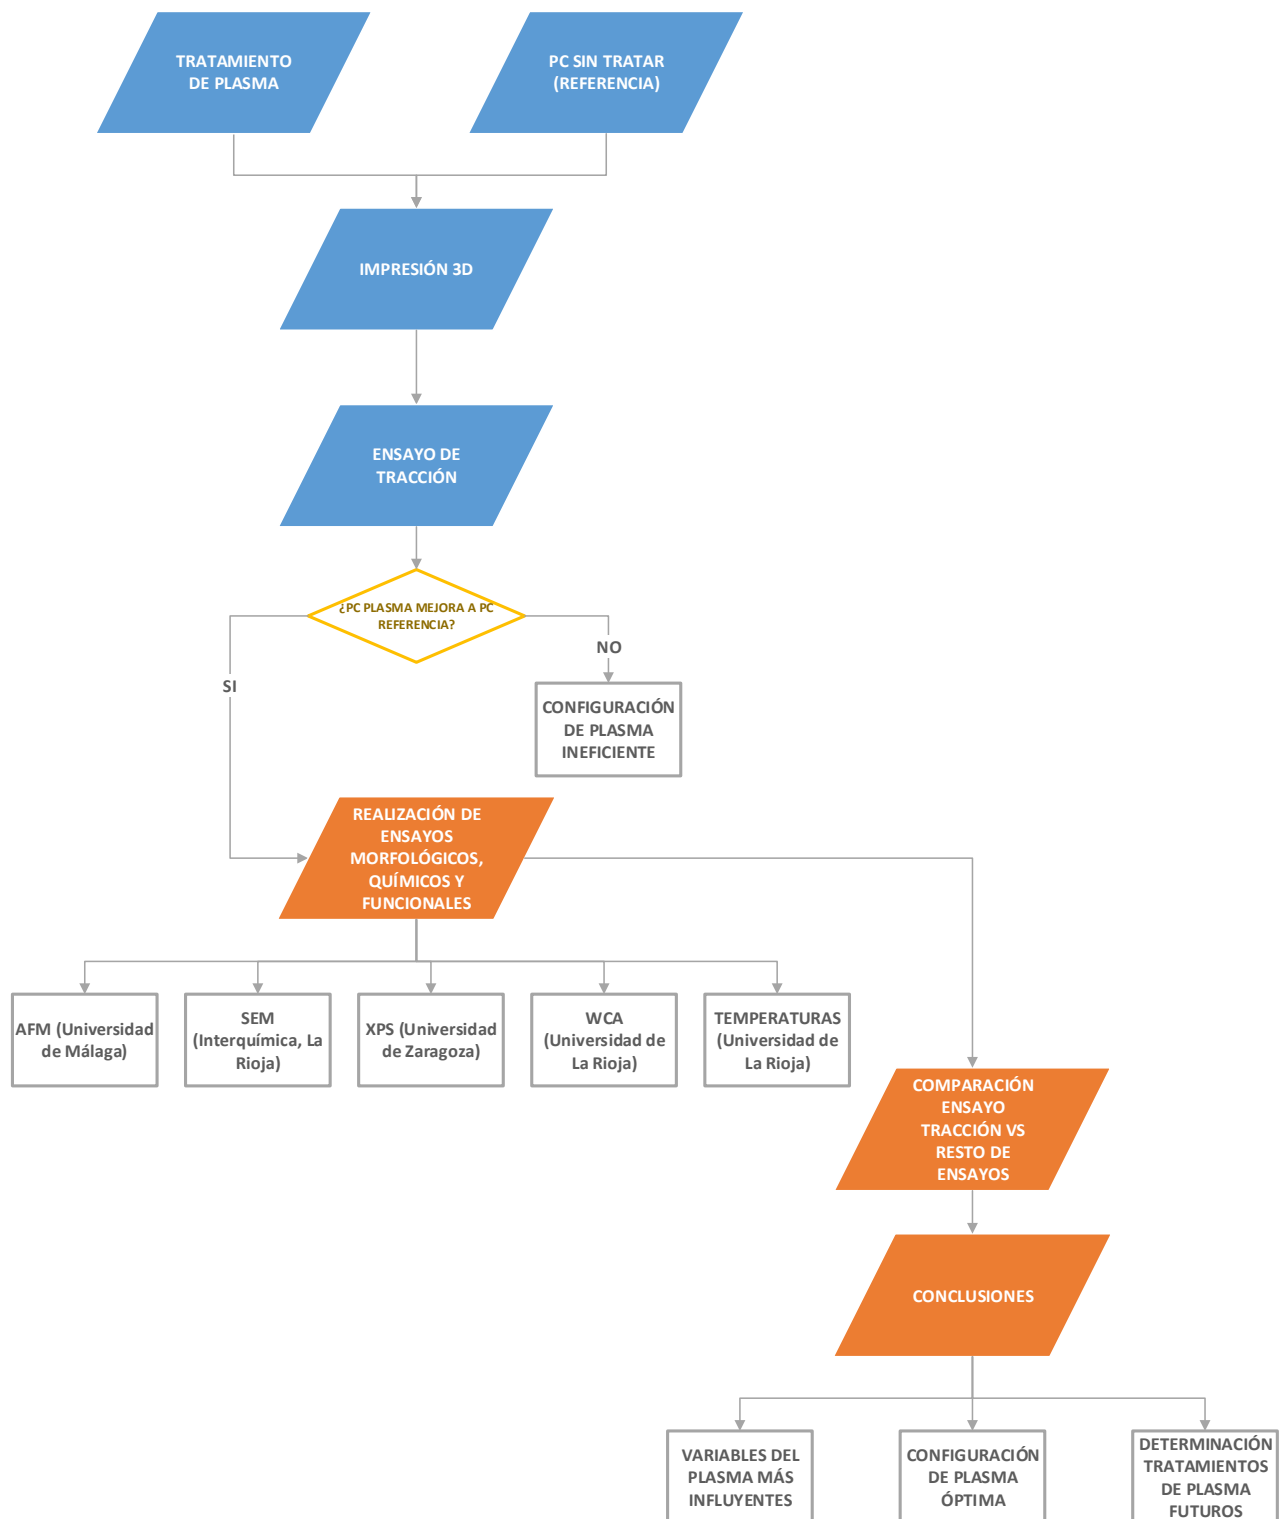 TRATAMIENTO
DE PLASMA
PC SIN TRATAR
(REFERENCIA)
IMPRESIÓN 3D
ENSAYO DE
TRACCIÓN
¿PC PLASMA MEJORA A PC
REFERENCIA?
NO
SI
CONFIGURACIÓN
DE PLASMA
INEFICIENTE
REALIZACIÓN DE
ENSAYOS
MORFOLÓGICOS,
QUÍMICOS Y
FUNCIONALES
AFM (Universidad
de Málaga)
SEM
(Interquímica, La
Rioja)
XPS (Universidad
de Zaragoza)
WCA
(Universidad de
La Rioja)
TEMPERATURAS
(Universidad de
La Rioja)
COMPARACIÓN
ENSAYO
TRACCIÓN VS
RESTO DE
ENSAYOS
CONCLUSIONES
VARIABLES DEL
PLASMA MÁS
INFLUYENTES
CONFIGURACIÓN
DE PLASMA
ÓPTIMA
DETERMINACIÓN
TRATAMIENTOS
DE PLASMA
FUTUROS